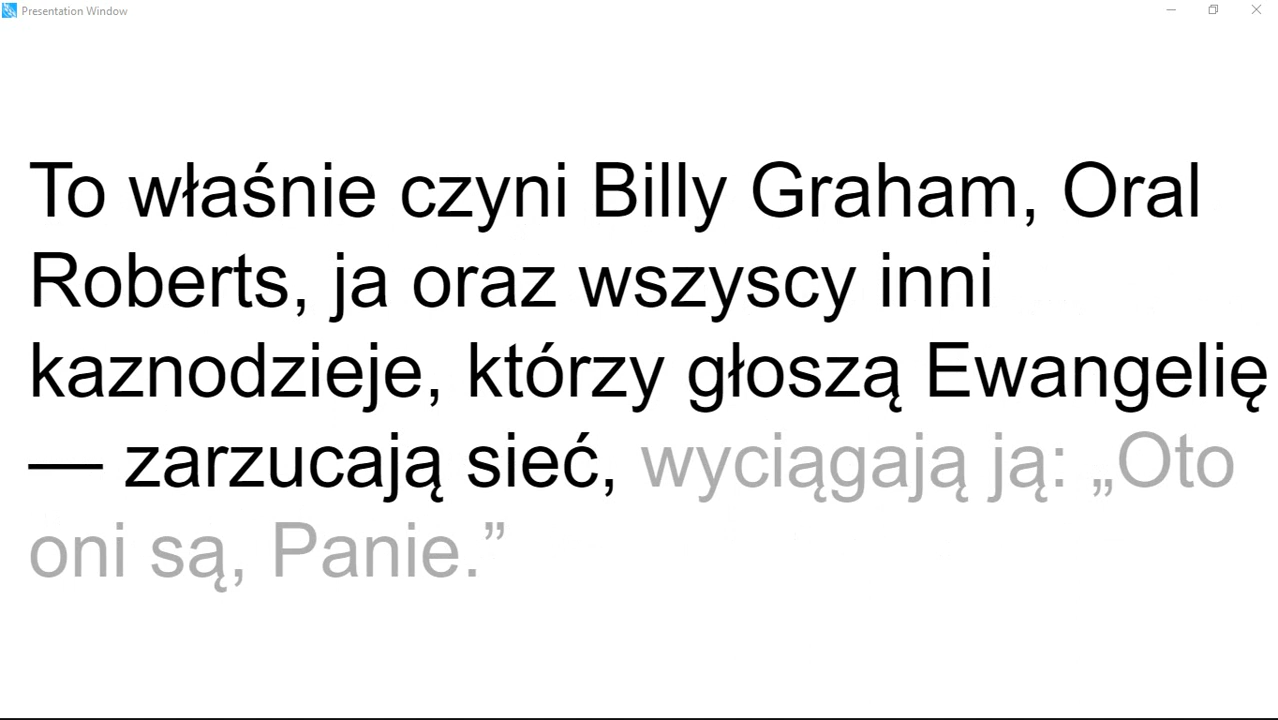 Presentation Window
To właśnie czyni Billy Graham, Oral
Roberts, ja oraz wszyscy inni
kaznodzieje, którzy głoszą Ewangelię
— zarzucają sieć, wyciągają ją: „Oto
oni są, Panie.”